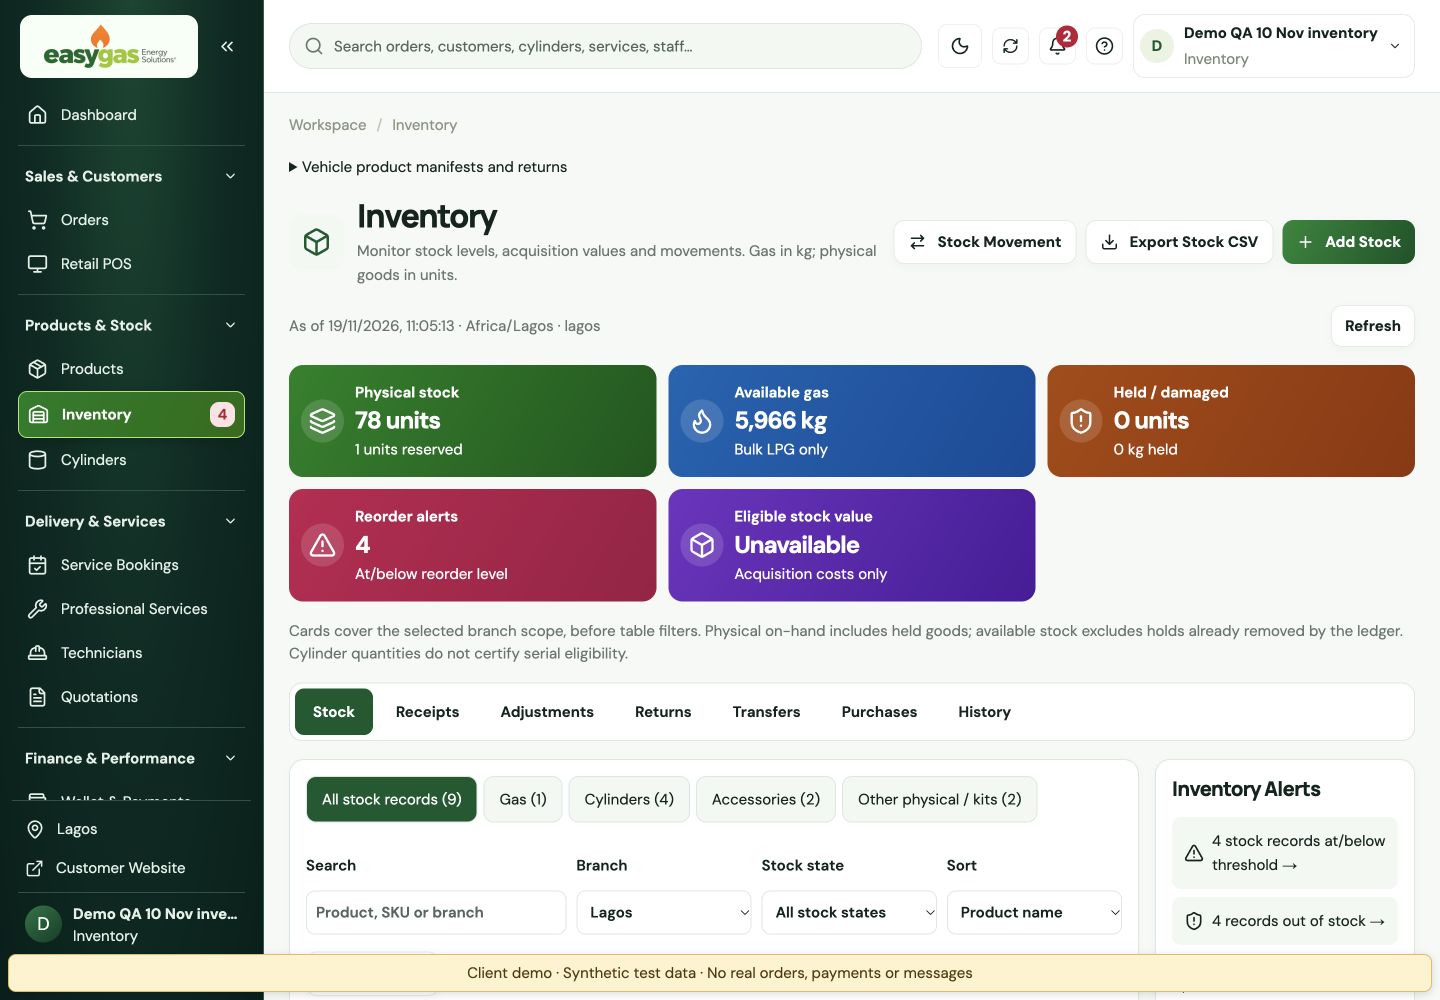 easygas Energy Solutions
Dashboard
Sales & Customers
Orders
Retail POS
Products & Stock
Products
Inventory 4
Cylinders
Delivery & Services
Service Bookings
Professional Services
Technicians
Quotations
Finance & Performance
Wallet & Payments
Lagos
Customer Website
D Demo QA 10 Nov inve...
Inventory
Search orders, customers, cylinders, services, staff...
2
D Demo QA 10 Nov inventory
Inventory
Workspace / Inventory
Vehicle product manifests and returns
Inventory
Monitor stock levels, acquisition values and movements. Gas in kg; physical
goods in units.
Stock Movement
Export Stock CSV
Add Stock
As of 19/11/2026, 11:05:13 · Africa/Lagos · lagos
Refresh
Physical stock
78 units
1 units reserved
Available gas
5,966 kg
Bulk LPG only
Held / damaged
0 units
0 kg held
Reorder alerts
4
At/below reorder level
Eligible stock value
Unavailable
Acquisition costs only
Cards cover the selected branch scope, before table filters. Physical on-hand includes held goods; available stock excludes holds already removed by the ledger.
Cylinder quantities do not certify serial eligibility.
Stock Receipts Adjustments Returns Transfers Purchases History
All stock records (9) Gas (1) Cylinders (4) Accessories (2) Other physical / kits (2)
Search Branch Stock state Sort
Product, SKU or branch Lagos All stock states Product name
Inventory Alerts
4 stock records at/below
threshold →
4 records out of stock →
Client demo · Synthetic test data · No real orders, payments or messages